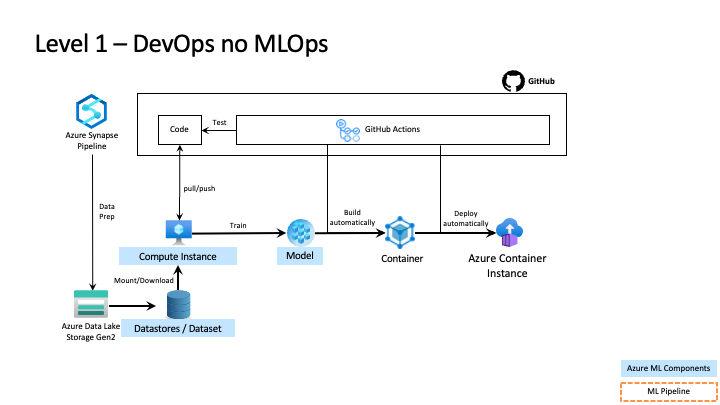 Level 1 – DevOps no MLOps
GitHub
Azure Synapse
Pipeline
Code
Test
GitHub Actions
Data
Prep
pull/push
Train
Build
automatically
Deploy
automatically
Compute Instance
Model
Container
Azure Container
Instance
Mount/Download
Azure Data Lake
Storage Gen2
Datastores / Dataset
Azure ML Components
ML Pipeline